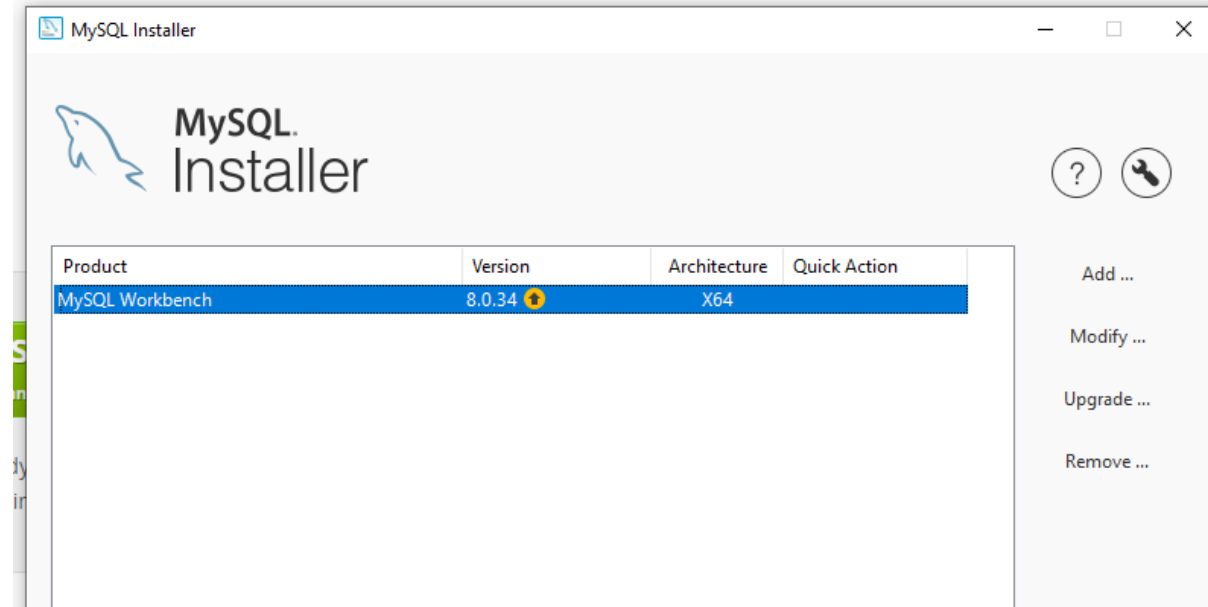 MySQL Installer
MySQL.
Installer
?
Product Version Architecture Quick Action
MySQL Workbench 8.0.34 X64
Add ...
Modify ...
Upgrade ...
Remove ...